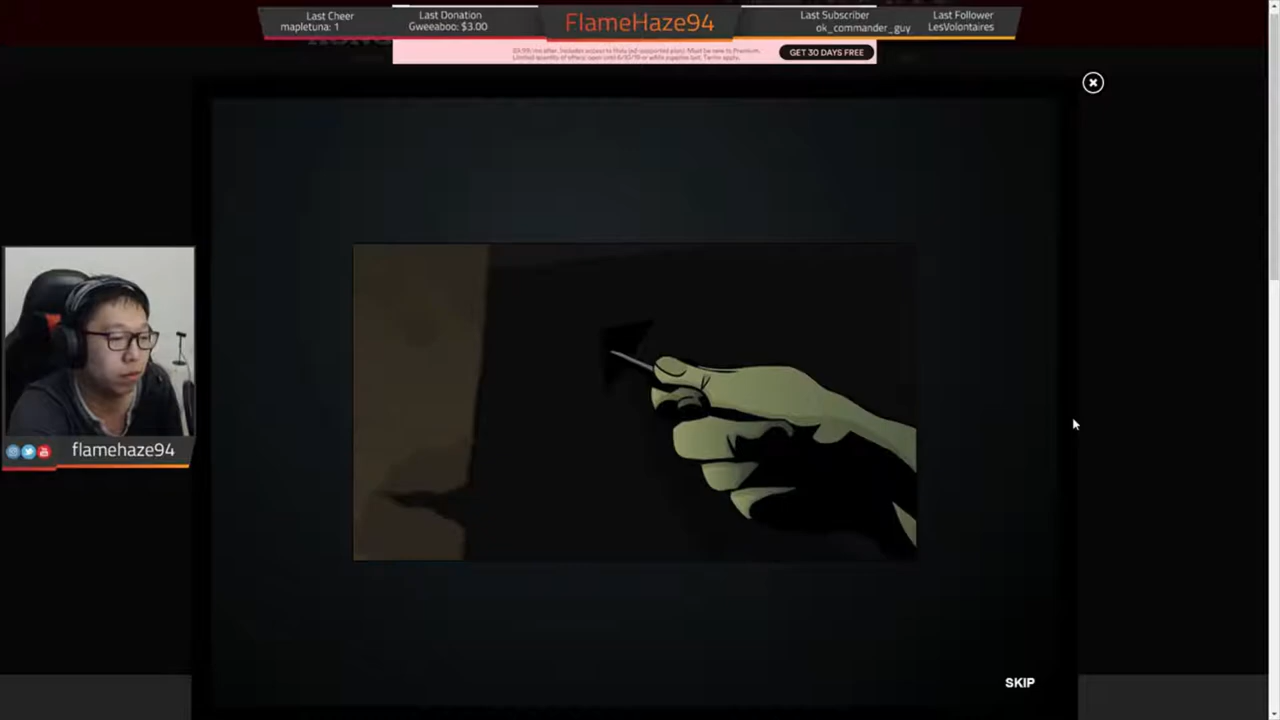 Last Cheer
mapletuna: 1
Last Donation
Gweeaboo: $3.00
FlameHaze94
Last Subscriber
ok_commander_guy
Last Follower
LesVolontaires
GET 30 DAYS FREE
flamehaze94
SKIP